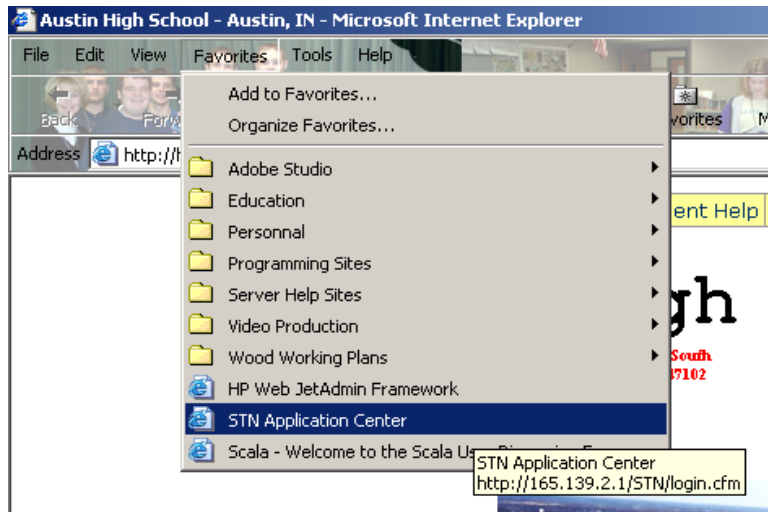 Austin High School - Austin, IN - Microsoft Internet Explorer
File Edit View Favorites Tools Help
Back
Add to Favorites...
Organize Favorites...
Address http://
Adobe Studio
Education
ent Help
Personnal
Programming Sites
Server Help Sites
gh
Video Production
Wood Working Plans
South
47102
HP Web JetAdmin Framework
STN Application Center
Scala - Welcome to the Scala
STN Application Center
http://165.139.2.1/STN/login.cfm